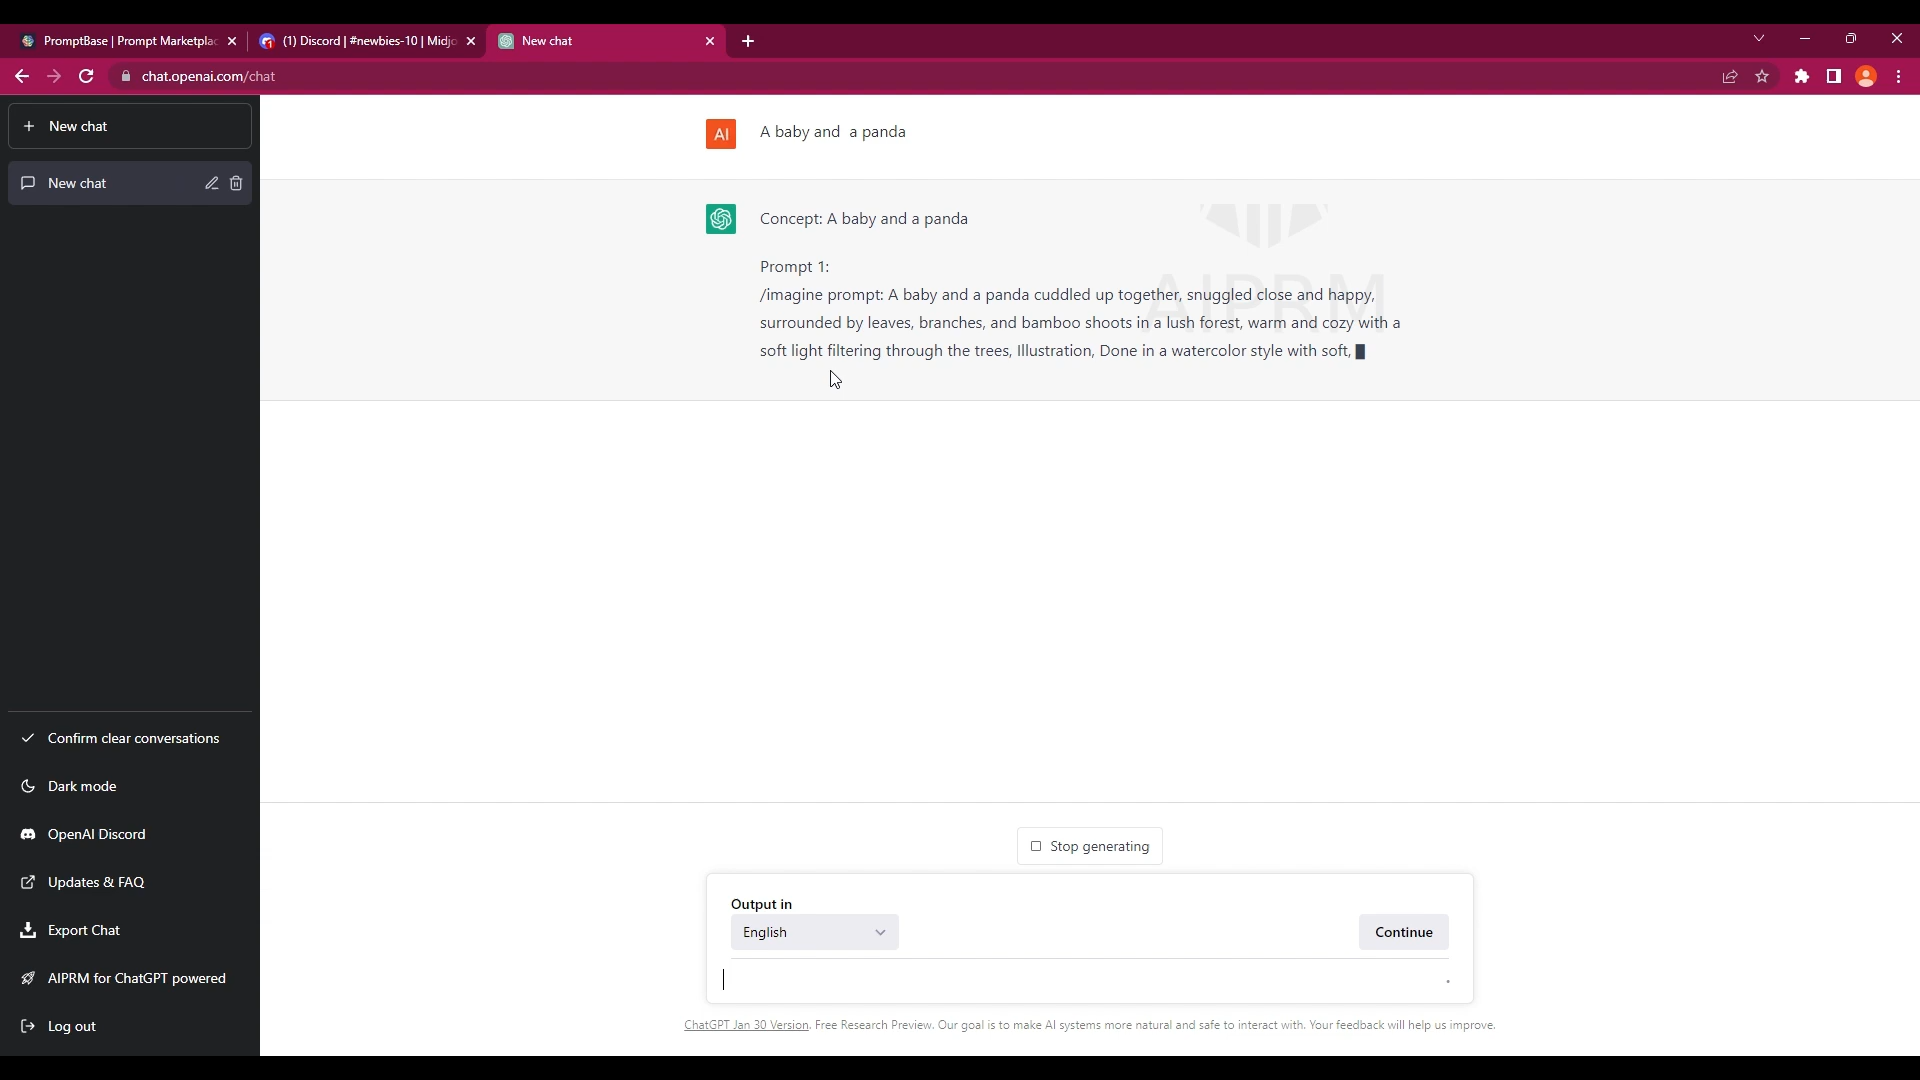 PromptBase | Prompt Marketplac
(1) Discord | #newbies-10 | Midjo
New chat
chat.openai.com/chat
New chat
New chat
AI
A baby and  a panda
Concept: A baby and a panda
AIPRM
Prompt 1:
/imagine prompt: A baby and a panda cuddled up together, snuggled close and happy,
surrounded by leaves, branches, and bamboo shoots in a lush forest, warm and cozy with a
soft light filtering through the trees, Illustration, Done in a watercolor style with soft,
Confirm clear conversations
Dark mode
OpenAI Discord
Updates & FAQ
Export Chat
AIPRM for ChatGPT powered
Log out
Stop generating
Output in
English
Continue
ChatGPT Jan 30 Version. Free Research Preview. Our goal is to make AI systems more natural and safe to interact with. Your feedback will help us improve.